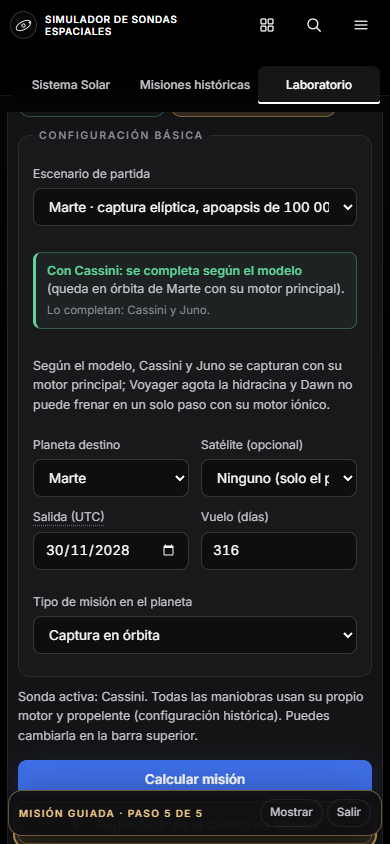 SIMULADOR DE SONDAS
ESPACIALES
Sistema Solar
Misiones históricas
Laboratorio
CONFIGURACIÓN BÁSICA
Escenario de partida
Marte · captura elíptica, apoapsis de 100 00
Con Cassini: se completa según el modelo
(queda en órbita de Marte con su motor principal).
Lo completan: Cassini y Juno.
Según el modelo, Cassini y Juno se capturan con su
motor principal; Voyager agota la hidracina y Dawn no
puede frenar en un solo paso con su motor iónico.
Planeta destino
Satélite (opcional)
Marte
Ninguno (solo el p
Salida (UTC)
Vuelo (días)
30/11/2028
316
Tipo de misión en el planeta
Captura en órbita
Sonda activa: Cassini. Todas las maniobras usan su propio
motor y propelente (configuración histórica). Puedes
cambiarla en la barra superior.
Calcular misión
MISIÓN GUIADA · PASO 5 DE 5
Mostrar
Salir